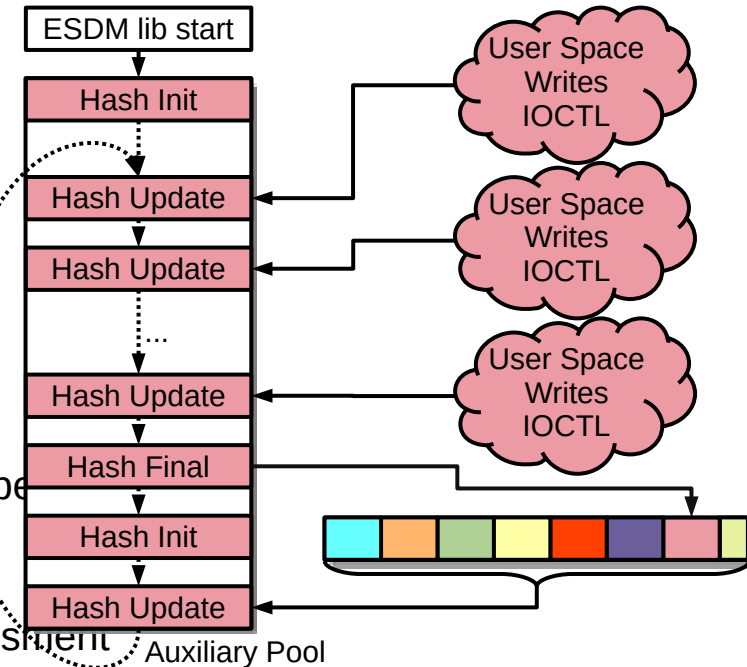 ESDM lib start
Hash Init
Hash Update
Hash Update
...
Hash Update
Hash Final
Hash Init
Hash Update
Auxiliary Pool
User Space
Writes
IOCTL
User Space
Writes
IOCTL
User Space
Writes
IOCTL